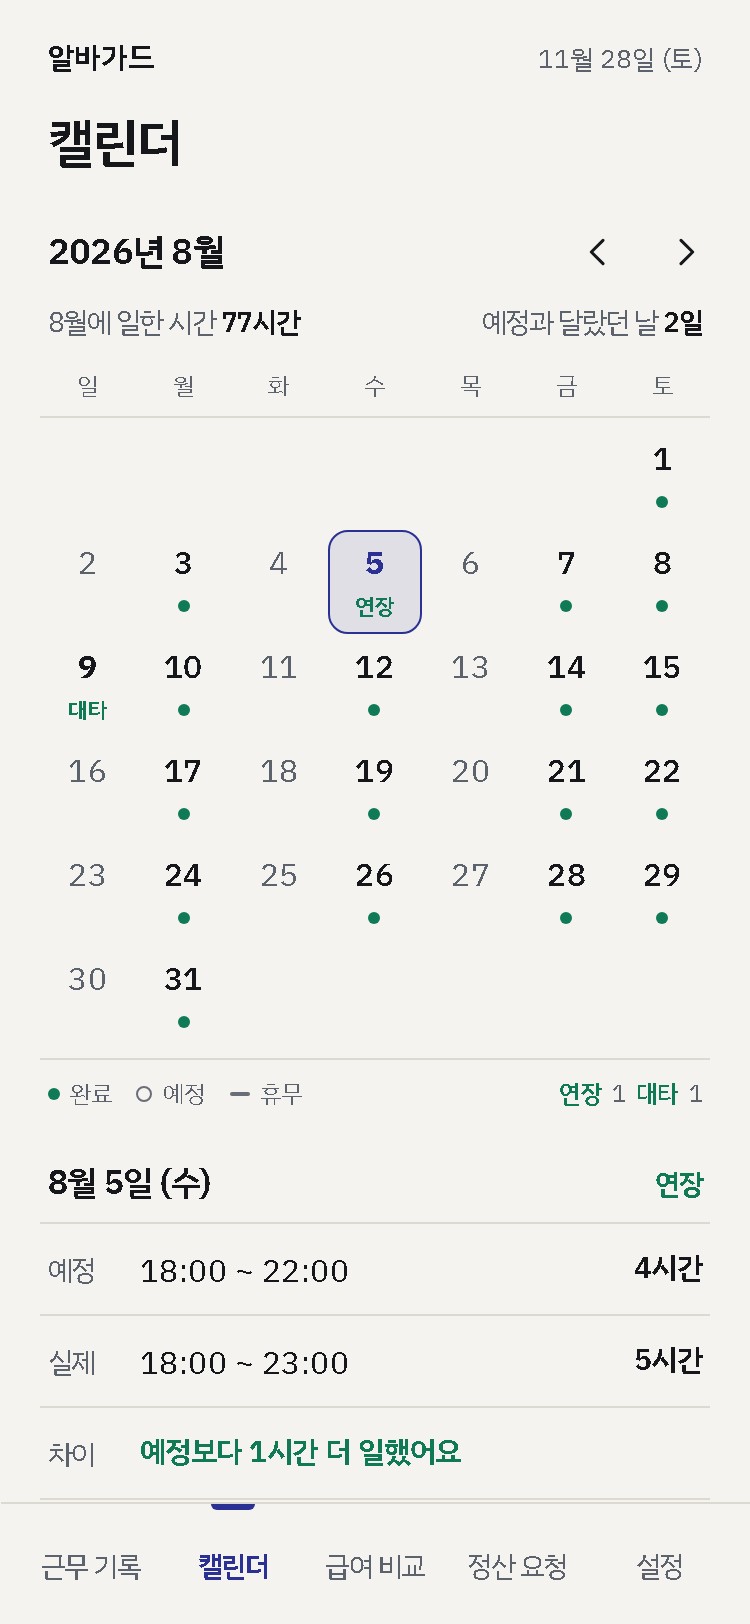 알바가드 11월 28일 (토)
캘린더
2026년 8월
8월에 일한 시간 77시간 예정과 달랐던 날 2일
일 월 화 수 목 금 토
1
2 3 4 5 6 7 8
연장
9 10 11 12 13 14 15
대타
16 17 18 19 20 21 22
23 24 25 26 27 28 29
30 31
완료 예정 휴무 연장 1 대타 1
8월 5일 (수) 연장
예정 18:00 ~ 22:00 4시간
실제 18:00 ~ 23:00 5시간
차이 예정보다 1시간 더 일했어요
근무 기록 캘린더 급여 비교 정산 요청 설정